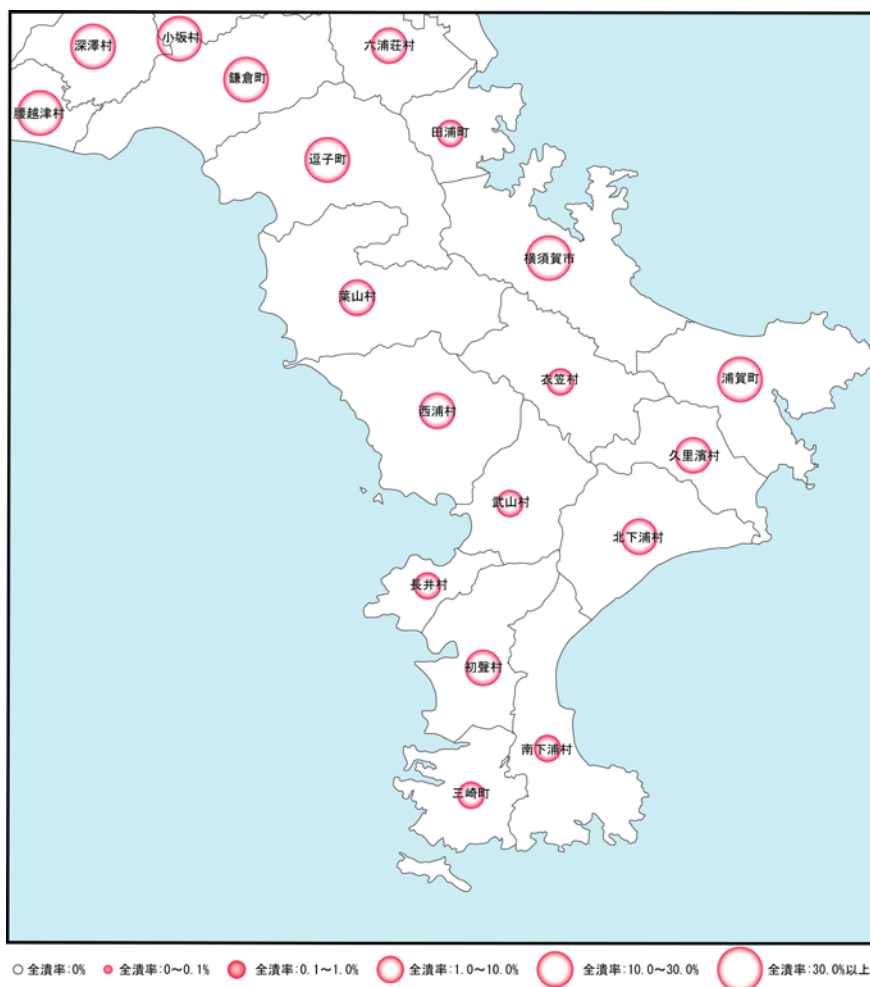 深澤村
小坂村
六浦荘村
鎌倉町
腰越津村
田浦町
逗子町
横須賀市
葉山村
衣笠村
浦賀町
西浦村
久里濱村
武山村
北下浦村
長井村
初聲村
南下浦村
三崎町
全潰率:0% 全潰率:0～0.1% 全潰率:0.1～1.0% 全潰率:1.0～10.0% 全潰率:10.0～30.0% 全潰率:30.0%以上